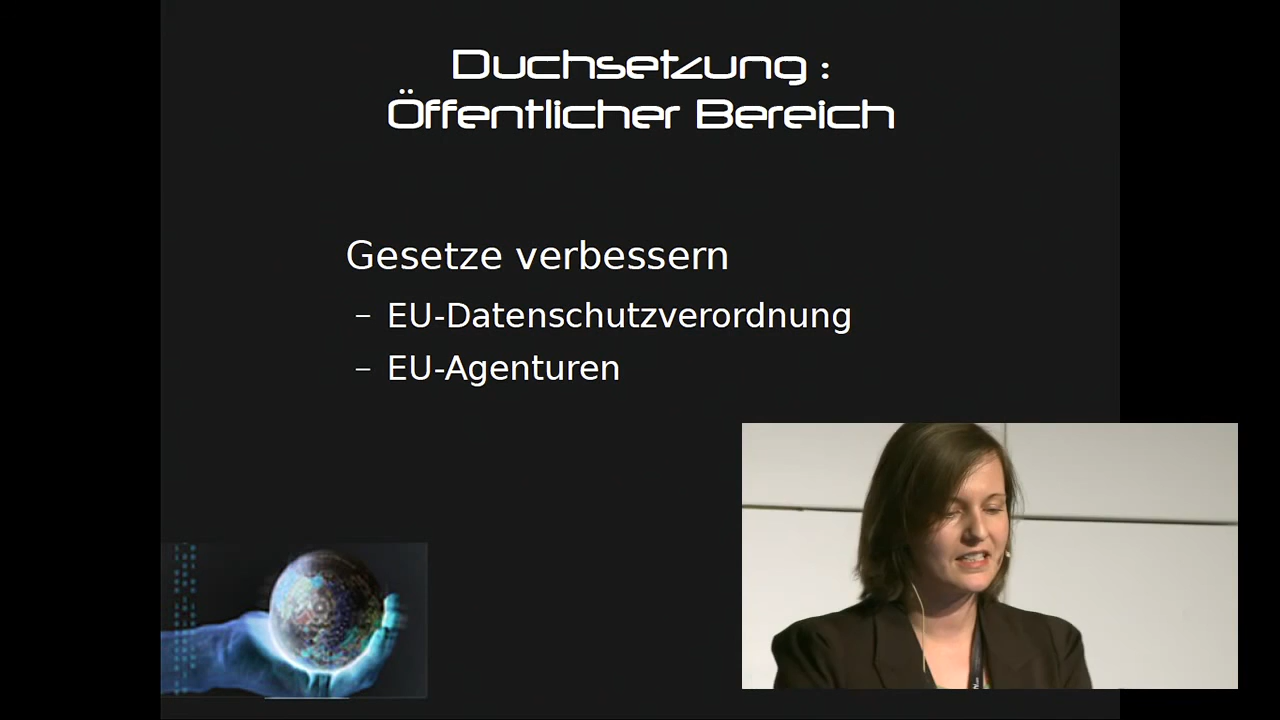 Duchsetzung :
Öffentlicher Bereich
Gesetze verbessern
– EU-Datenschutzverordnung
– EU-Agenturen